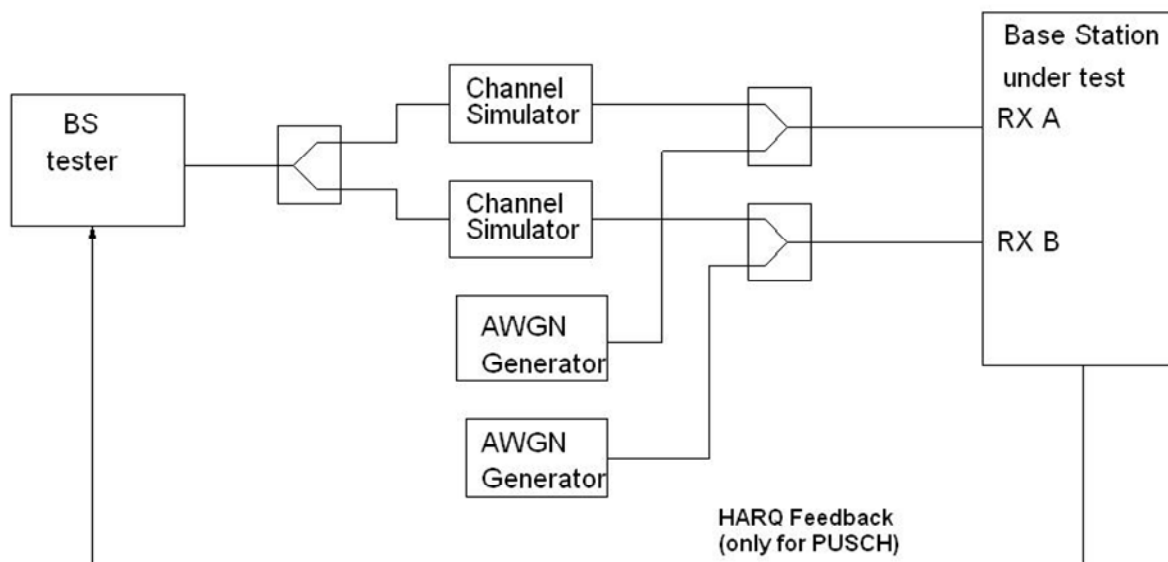 BS
tester
Channel
Simulator
Channel
Simulator
AWGN
Generator
AWGN
Generator
Base Station
under test
RX A
RX B
HARQ Feedback
(only for PUSCH)